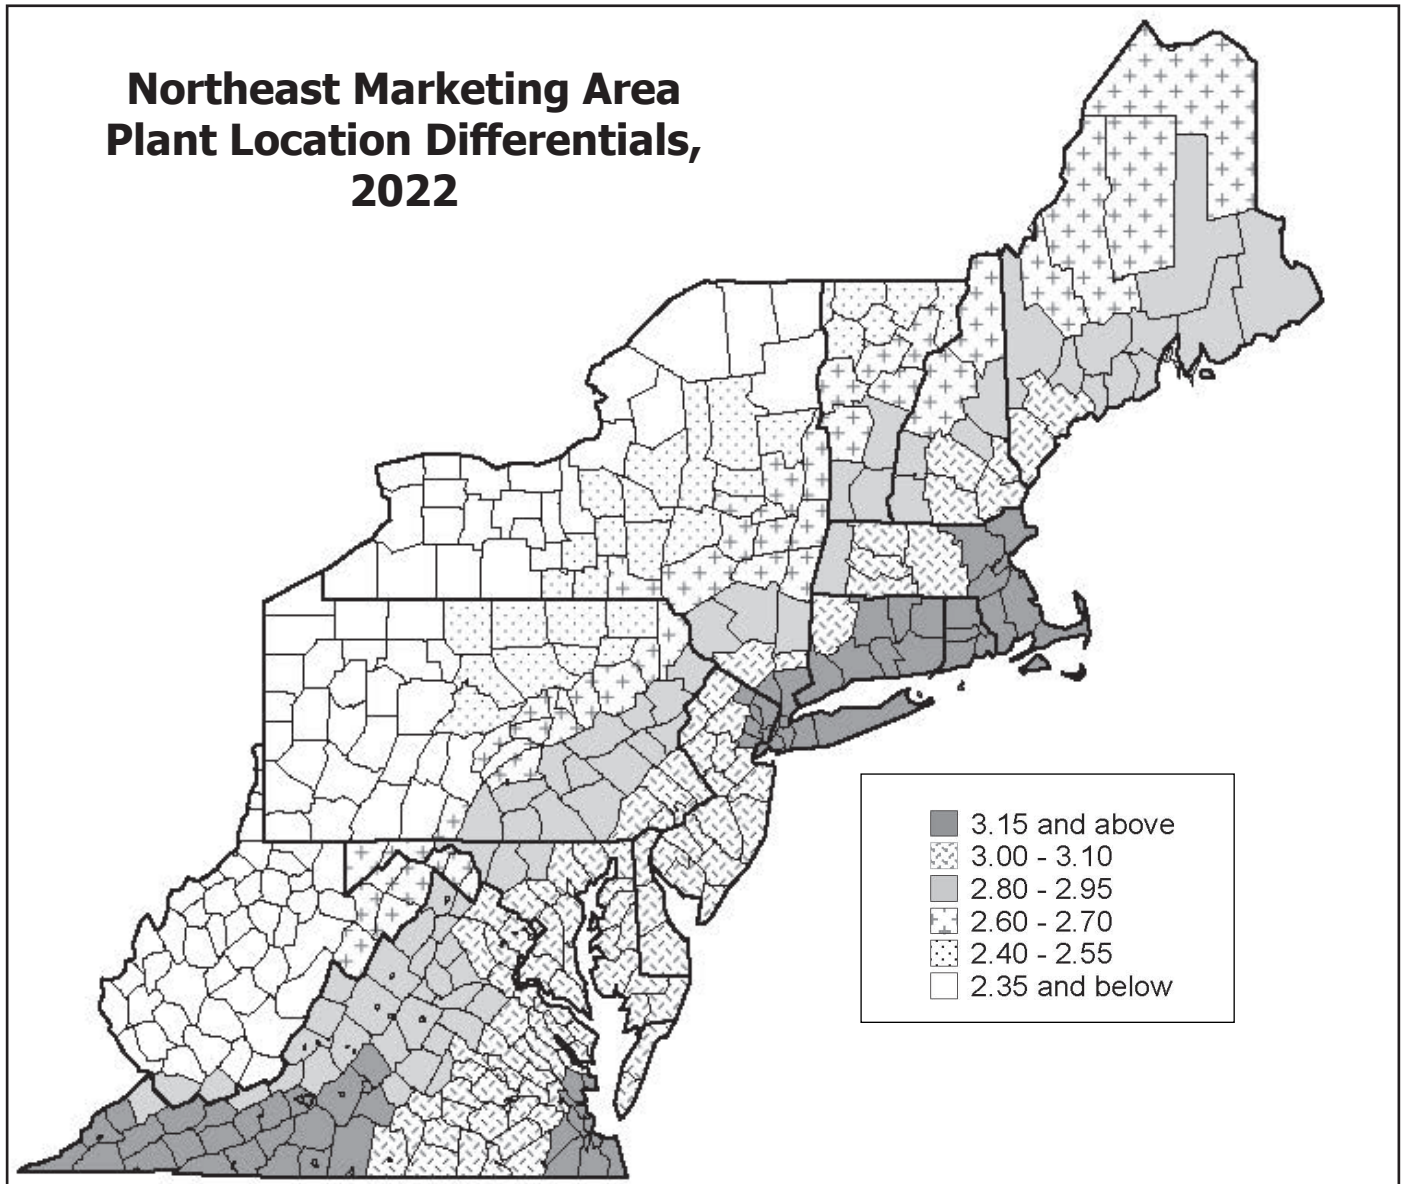 Northeast Marketing Area
Plant Location Differentials,
2022
3.15 and above
3.00 - 3.10
2.80 - 2.95
2.60 - 2.70
2.40 - 2.55
2.35 and below